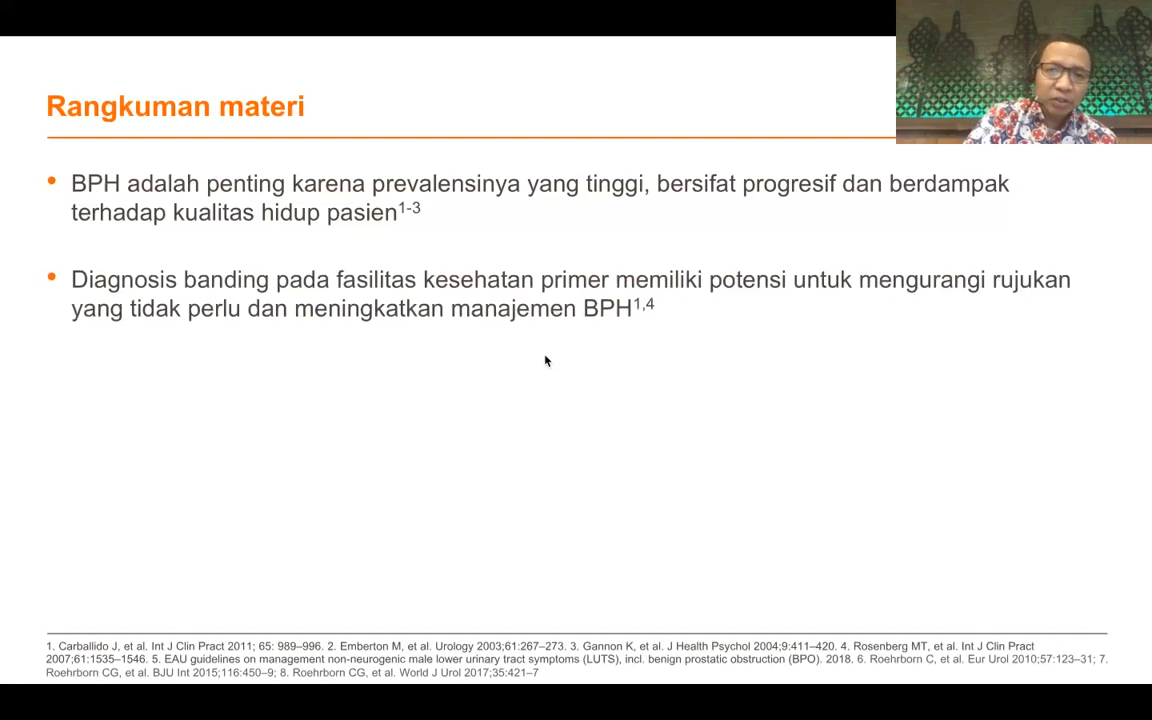 Rangkuman materi
• BPH adalah penting karena prevalensinya yang tinggi, bersifat progresif dan berdampak
terhadap kualitas hidup pasien1-3
• Diagnosis banding pada fasilitas kesehatan primer memiliki potensi untuk mengurangi rujukan
yang tidak perlu dan meningkatkan manajemen BPH1,4
1. Carballido J, et al. Int J Clin Pract 2011; 65: 989–996. 2. Emberton M, et al. Urology 2003;61:267–273. 3. Gannon K, et al. J Health Psychol 2004;9:411–420. 4. Rosenberg MT, et al. Int J Clin Pract
2007;61:1535–1546. 5. EAU guidelines on management non-neurogenic male lower urinary tract symptoms (LUTS), incl. benign prostatic obstruction (BPO). 2018. 6. Roehrborn C, et al. Eur Urol 2010;57:123–31; 7.
Roehrborn CG, et al. BJU Int 2015;116:450–9; 8. Roehrborn CG, et al. World J Urol 2017;35:421–7